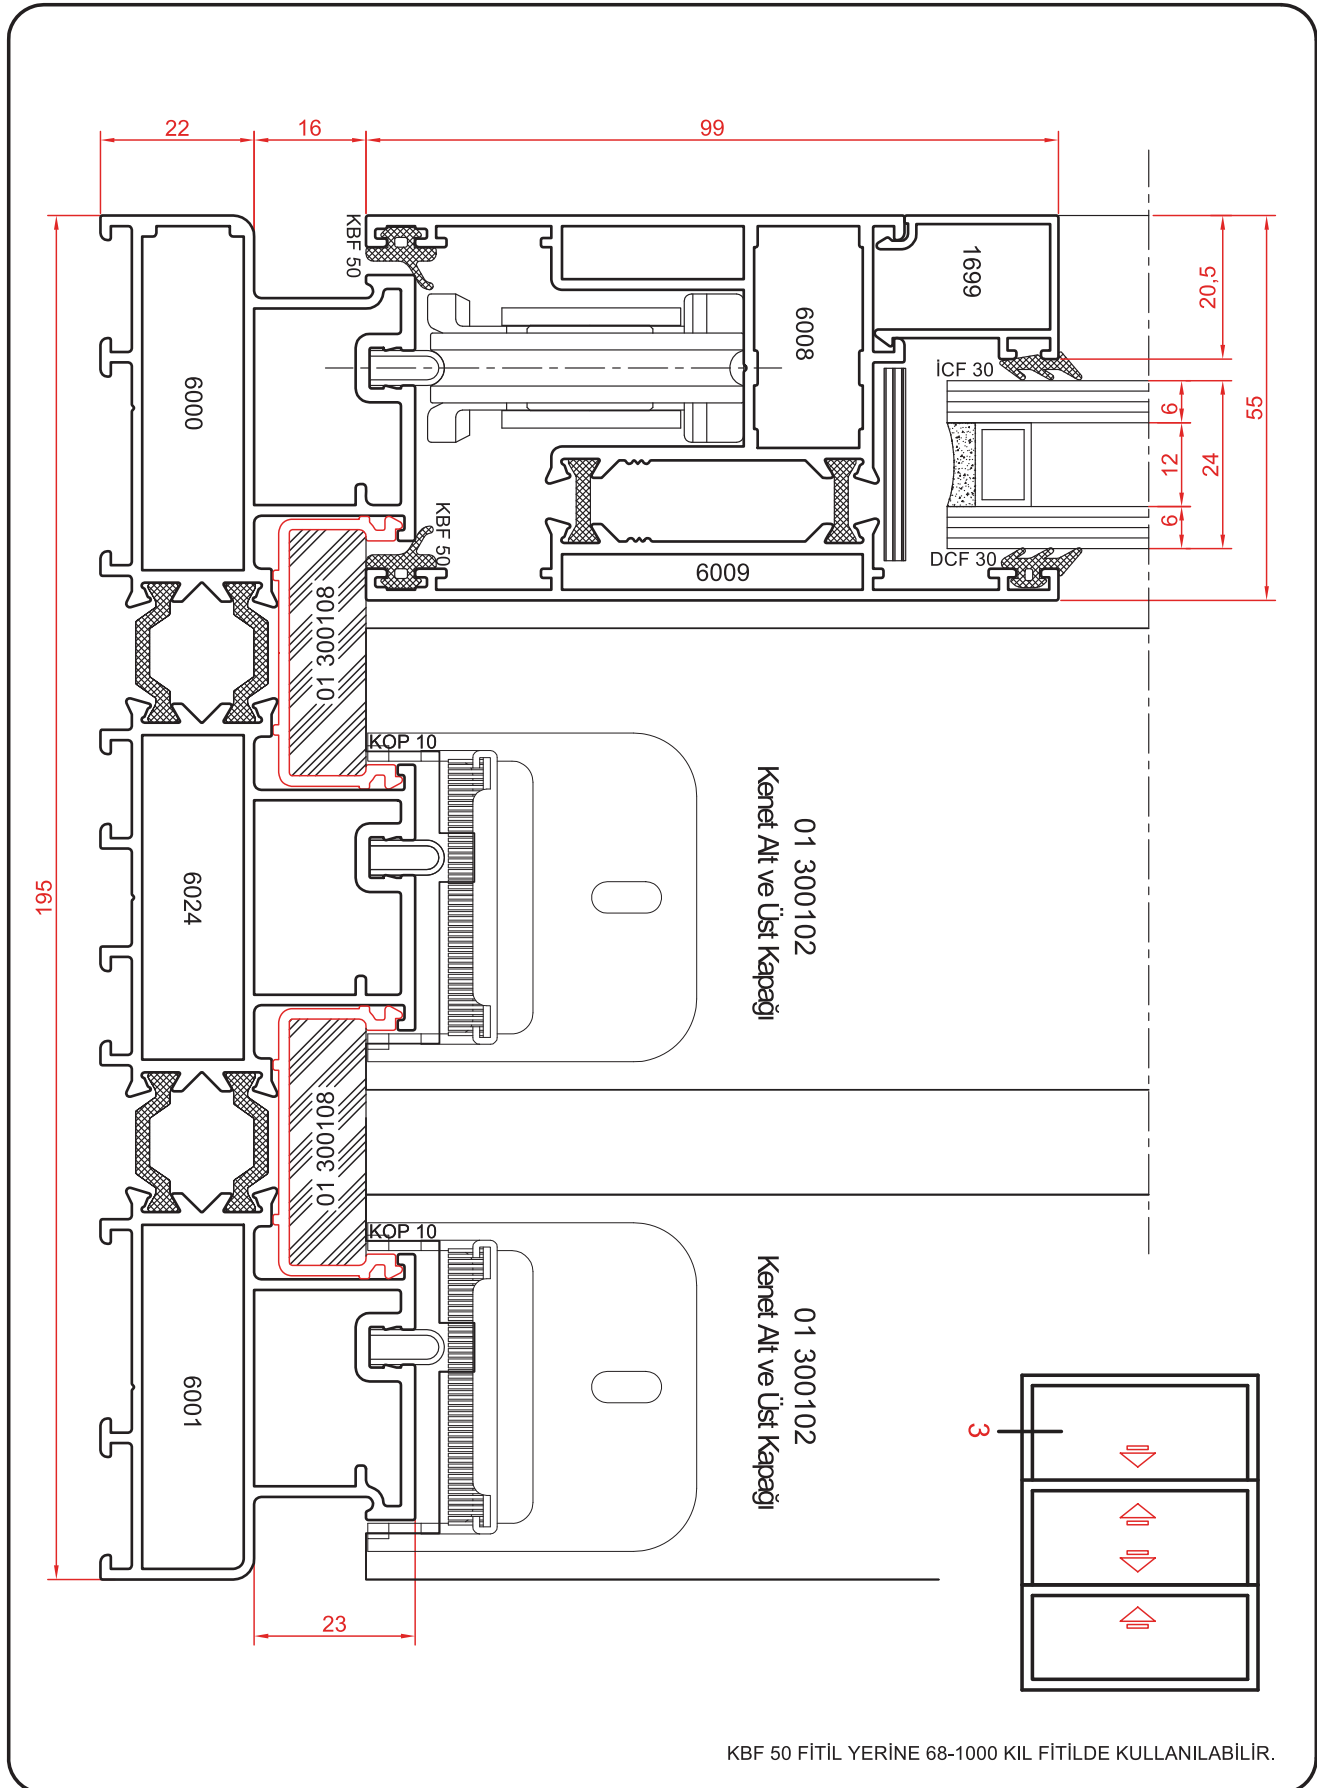 22
16
99
KBF 50
1699
20,5
6008
İCF 30
6000
6
55
12
24
KBF 50
6
DCF 30
6009
01 300108
KOP 10
01 300102
Kenet Alt ve Üst Kapağı
195
6024
01 300108
KOP 10
01 300102
Kenet Alt ve Üst Kapağı
6001
3
23
KBF 50 FİTİL YERİNE 68-1000 KIL FİTİLDE KULLANILABİLİR.